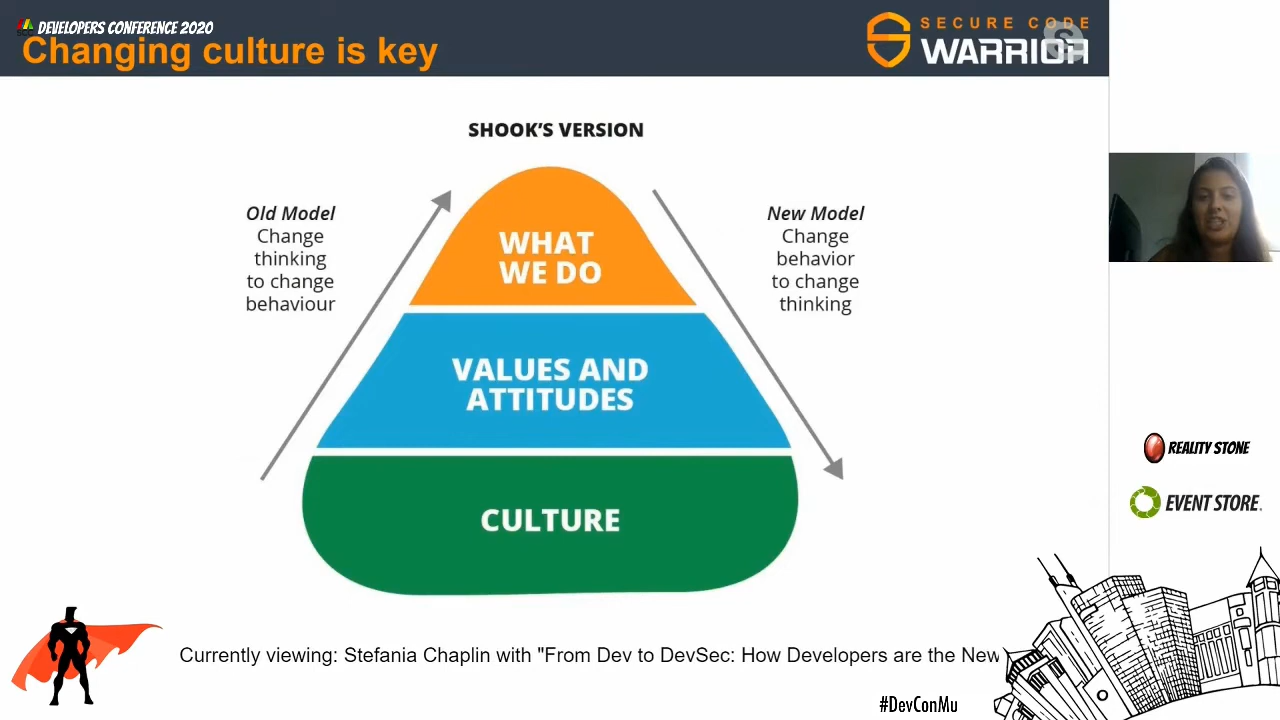 DEVELOPERS CONFERENCE 2020
Changing culture is key
SECURE CODE
WARRIOR
SHOOK'S VERSION
Old Model
Change
thinking
to change
behaviour
New Model
Change
behavior
to change
thinking
WHAT
WE DO
VALUES AND
ATTITUDES
CULTURE
REALITY STONE
EVENT STORE
Currently viewing: Stefania Chaplin with "From Dev to DevSec: How Developers are the New
#DevConMu